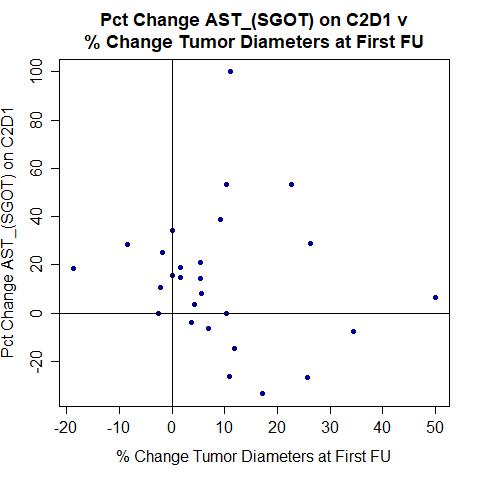 Pct Change AST_(SGOT) on C2D1 v
% Change Tumor Diameters at First FU
Pct Change AST_(SGOT) on C2D1
100
80
60
40
20
0
-20
-20 0 10 20 30 40 50
% Change Tumor Diameters at First FU